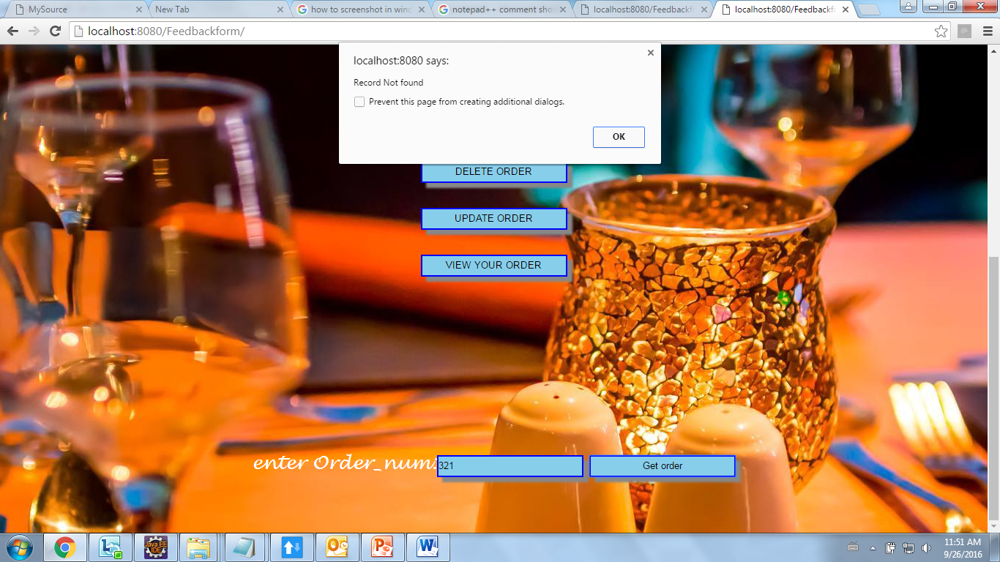 MySource
New Tab
how to screenshot in wind
notepad++ comment sho
localhost:8080/Feedbackfo
localhost:8080/Feedbackfo
localhost:8080/Feedbackform/
localhost:8080 says:
Record Not found
Prevent this page from creating additional dialogs.
OK
DELETE ORDER
UPDATE ORDER
VIEW YOUR ORDER
enter Order_num:
321
Get order
Java EE
IDE
11:51 AM
9/26/2016